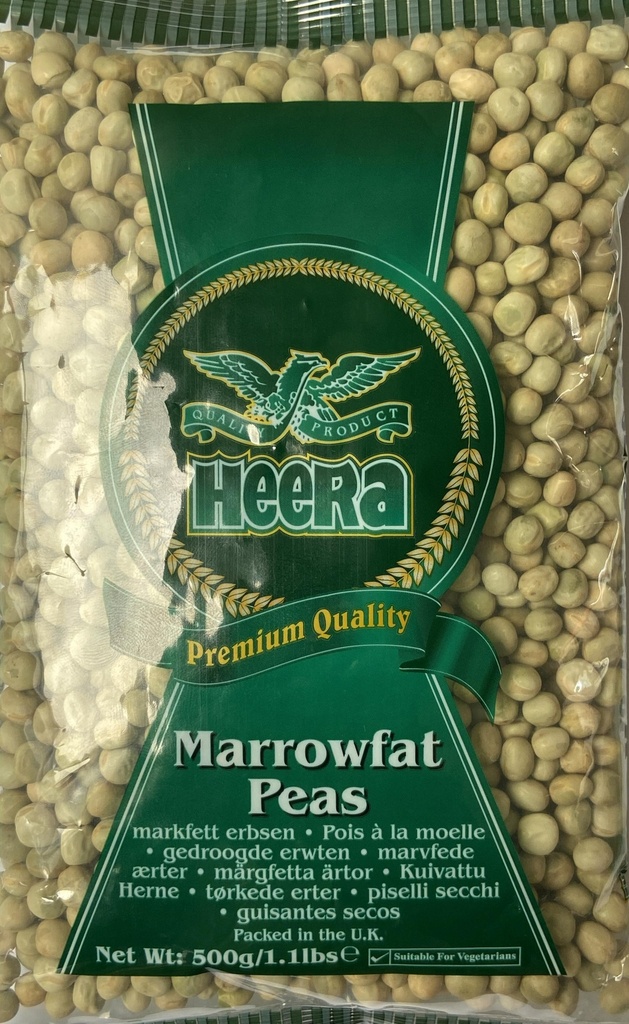 QUALI PRODUCT
HEERa
Premium Quality
Marrowfat
Peas
markfett erbsen • Pois à la moelle
• gedroogde erwten • marvfede
ærter • märgfetta ärtor • Kuivattu
Herne • tørkede erter • piselli secchi
• guisantes secos
Packed in the U.K.
Net Wt: 500g/1.1lbs ℮ Suitable For Vegetarians